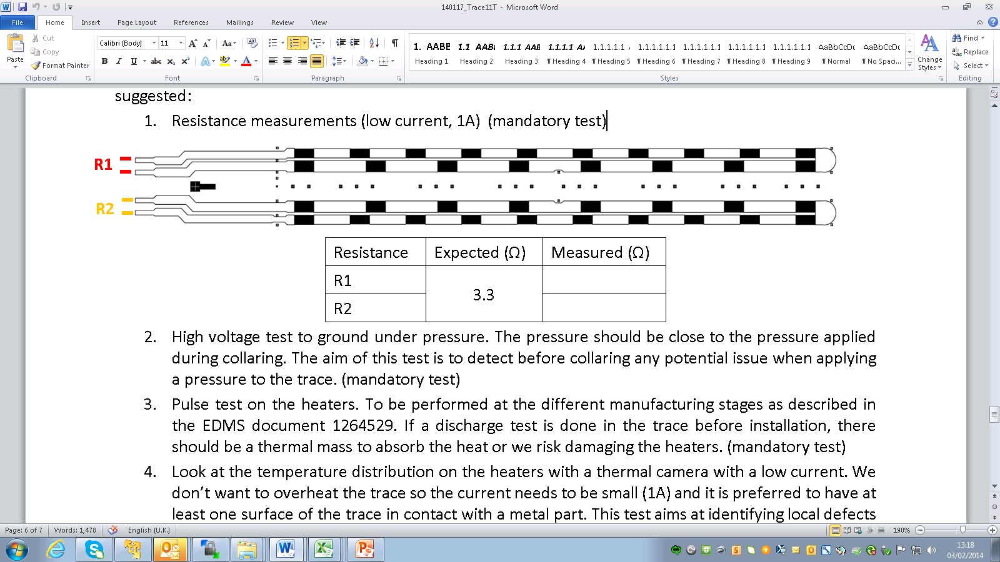 140117_Trace11T - Microsoft Word
File Home Insert Page Layout References Mailings Review View
Paste
Cut
Copy
Format Painter
Clipboard
Calibri (Body) 11
Font
Paragraph
1. AABE 1.1 AABI 1.1.1 AAB 1.1.1.1 A/ 1.1.1.1.1 / 1.1.1.1.1.1 1.1.1.1.1.1 1.1.1.1.1.1 1.1.1.1.1.1 AaBbCcDc AaBbCcDc
Heading 1 Heading 2 Heading 3 ¶ Heading 4 ¶ Heading 5 ¶ Heading 6 ¶ Heading 7 ¶ Heading 8 ¶ Heading 9 ¶ Normal ¶ No Spaci...
Styles
Change Styles
Find
Replace
Select
Editing
suggested:
1. Resistance measurements (low current, 1A) (mandatory test)
R1
R2
Resistance Expected (Ω) Measured (Ω)
R1
3.3
R2
2. High voltage test to ground under pressure. The pressure should be close to the pressure applied
during collaring. The aim of this test is to detect before collaring any potential issue when applying
a pressure to the trace. (mandatory test)
3. Pulse test on the heaters. To be performed at the different manufacturing stages as described in
the EDMS document 1264529. If a discharge test is done in the trace before installation, there
should be a thermal mass to absorb the heat or we risk damaging the heaters. (mandatory test)
4. Look at the temperature distribution on the heaters with a thermal camera with a low current. We
don’t want to overheat the trace so the current needs to be small (1A) and it is preferred to have at
least one surface of the trace in contact with a metal part. This test aims at identifying local defects
Page: 6 of 7 Words: 1,478 English (U.K.) 190%
13:18
03/02/2014